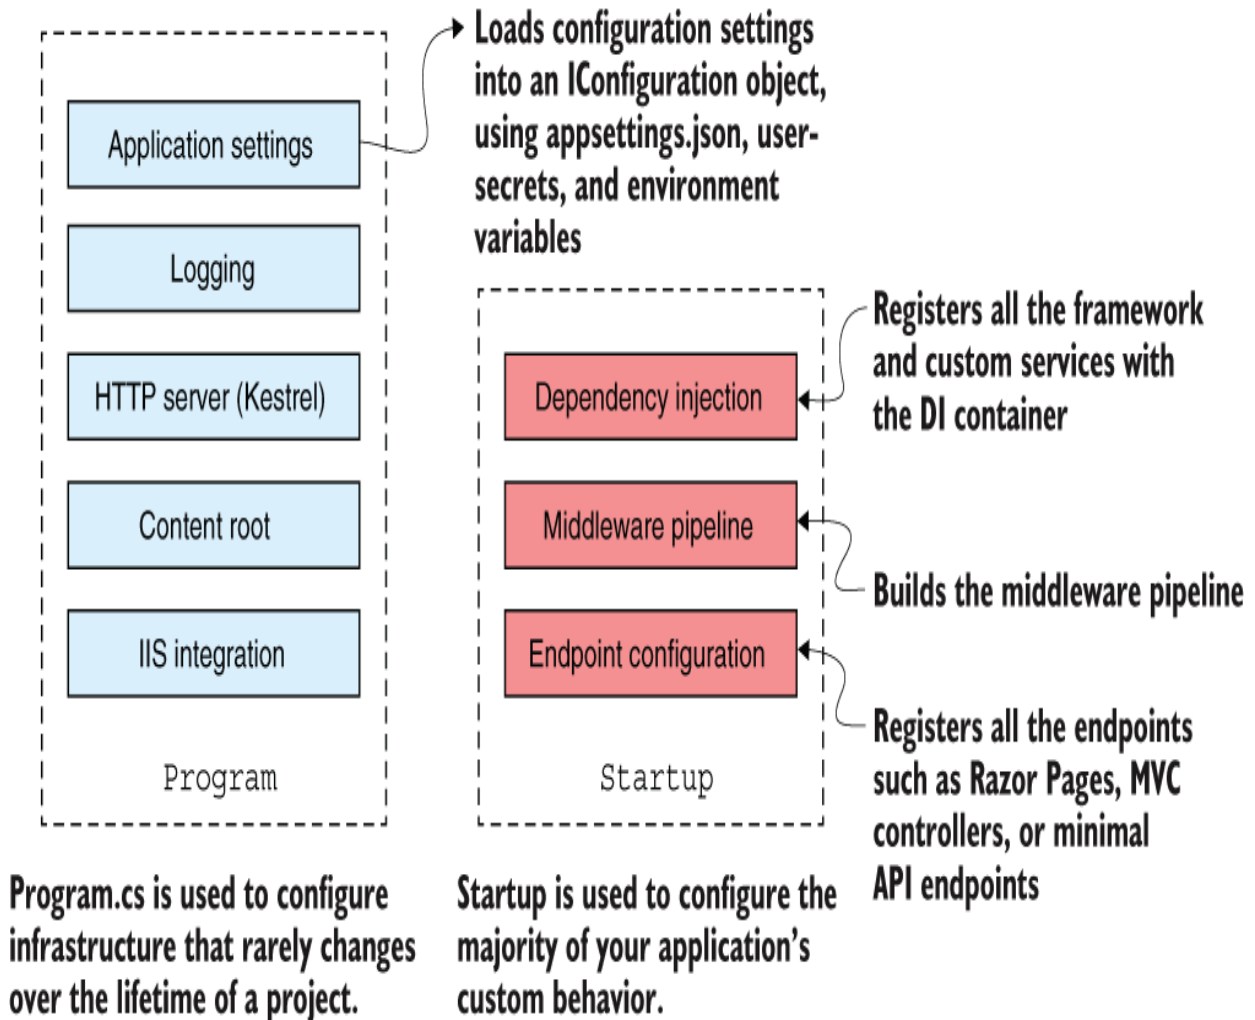 Application settings
Logging
HTTP server (Kestrel)
Content root
IIS integration
Program
Loads configuration settings
into an IConfiguration object,
using appsettings.json, user-
secrets, and environment
variables
Dependency injection
Middleware pipeline
Endpoint configuration
Startup
Registers all the framework
and custom services with
the DI container
Builds the middleware pipeline
Registers all the endpoints
such as Razor Pages, MVC
controllers, or minimal
API endpoints
Program.cs is used to configure
infrastructure that rarely changes
over the lifetime of a project.
Startup is used to configure the
majority of your application’s
custom behavior.